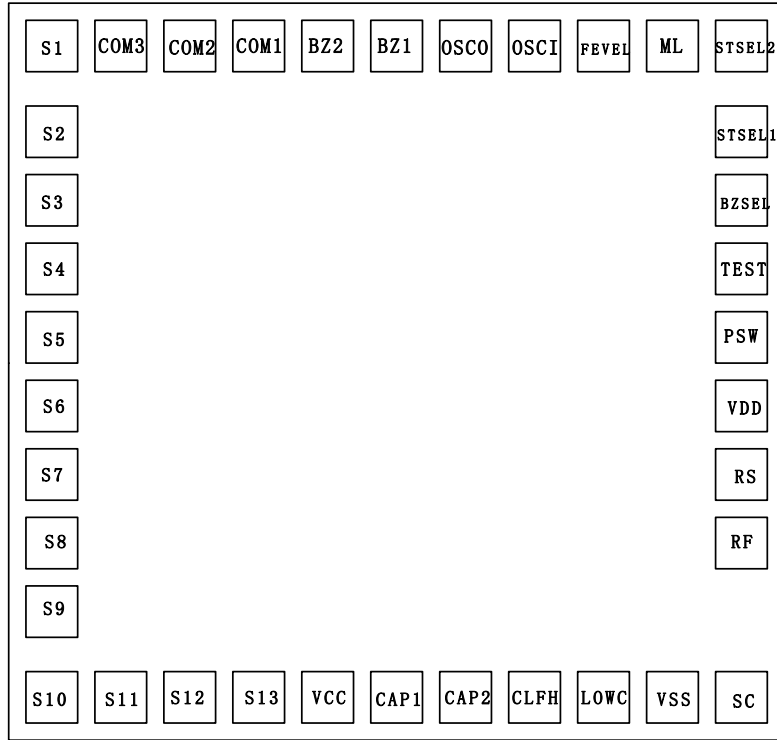 S1 COM3 COM2 COM1 BZ2 BZ1 OSCO OSCI FEVEL ML STSEL2
S2 STSEL1
S3 BZSEL
S4 TEST
S5 PSW
S6 VDD
S7 RS
S8 RF
S9
S10 S11 S12 S13 VCC CAP1 CAP2 CLFH LOWC VSS SC